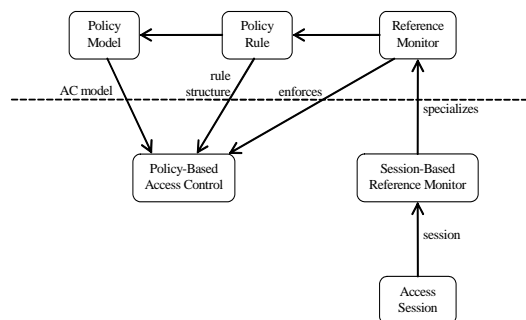 Policy
Model
Policy
Rule
Reference
Monitor
AC model
rule
structure
enforces
specializes
Policy-Based
Access Control
Session-Based
Reference Monitor
session
Access
Session